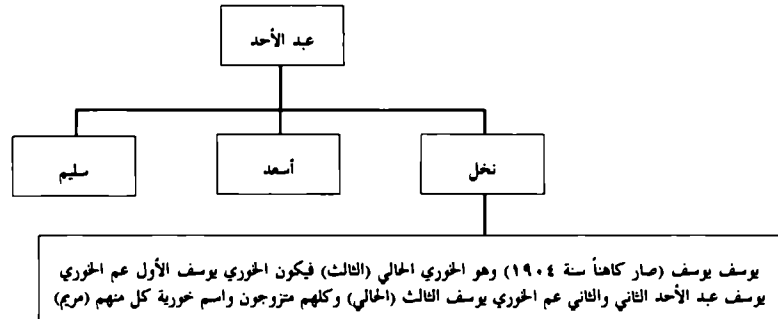 عبد الأحد
نخل
أسعد
سليم
يوسف يوسف (صار كاهناً سنة ١٩٠٤) وهو الخوري الحالي (الثالث) فيكون الخوري يوسف الأول عم الخوري
يوسف عبد الأحد الثاني والثاني عم الخوري يوسف الثالث (الحالي) وكلهم متزوجون واسم خورية كل منهم (مريم)